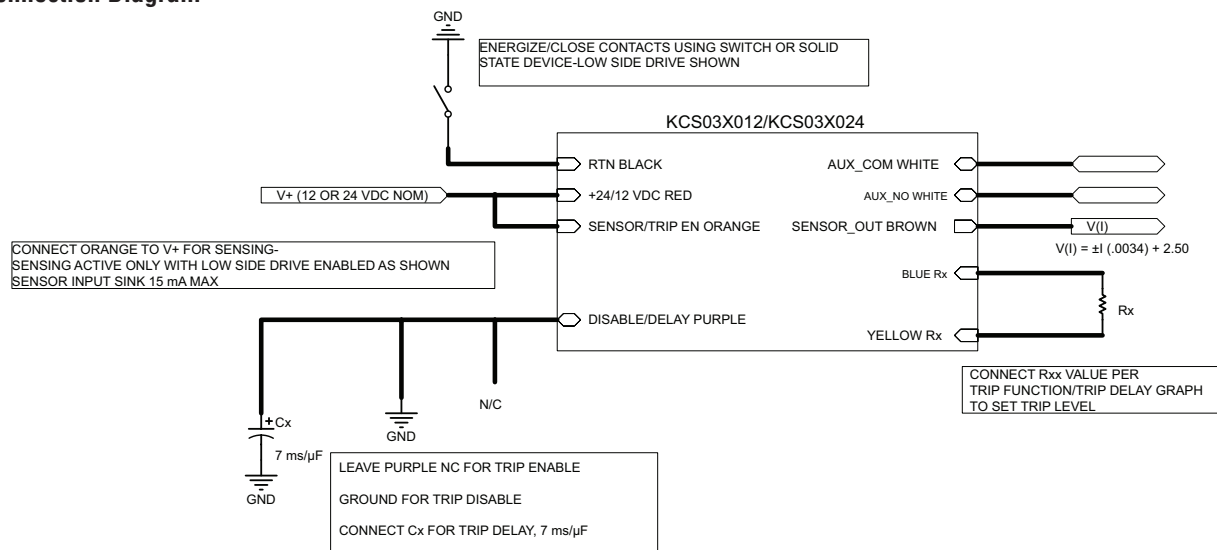 GND
ENERGIZE/CLOSE CONTACTS USING SWITCH OR SOLID
STATE DEVICE-LOW SIDE DRIVE SHOWN
KCS03X012/KCS03X024
RTN BLACK
AUX_COM WHITE
V+ (12 OR 24 VDC NOM)
+24/12 VDC RED
AUX_NO WHITE
SENSOR/TRIP EN ORANGE
SENSOR_OUT BROWN
V(I)
V(I) = ±I (.0034) + 2.50
CONNECT ORANGE TO V+ FOR SENSING-
SENSING ACTIVE ONLY WITH LOW SIDE DRIVE ENABLED AS SHOWN
SENSOR INPUT SINK 15 mA MAX
BLUE Rx
Rx
DISABLE/DELAY PURPLE
YELLOW Rx
CONNECT Rxx VALUE PER
TRIP FUNCTION/TRIP DELAY GRAPH
TO SET TRIP LEVEL
N/C
+ Cx
GND
7 ms/µF
GND
LEAVE PURPLE NC FOR TRIP ENABLE
GROUND FOR TRIP DISABLE
CONNECT Cx FOR TRIP DELAY, 7 ms/µF